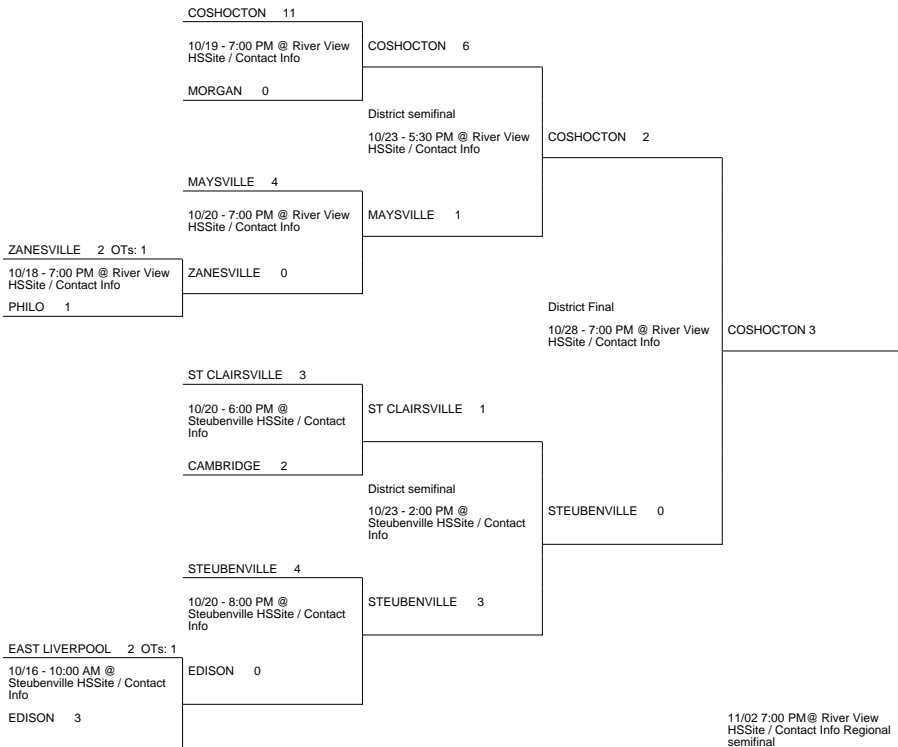 COSHOCTON 11
10/19 - 7:00 PM @ River View
HSSite / Contact Info
MORGAN 0
COSHOCTON 6
District semifinal
10/23 - 5:30 PM @ River View
HSSite / Contact Info
COSHOCTON 2
MAYSVILLE 4
10/20 - 7:00 PM @ River View
HSSite / Contact Info
MAYSVILLE 1
ZANESVILLE 2 OTs: 1
10/18 - 7:00 PM @ River View
HSSite / Contact Info
PHILO 1
ZANESVILLE 0
District Final
10/28 - 7:00 PM @ River View
HSSite / Contact Info
COSHOCTON 3
ST CLAIRSVILLE 3
10/20 - 6:00 PM @
Steubenville HSSite / Contact
Info
CAMBRIDGE 2
ST CLAIRSVILLE 1
District semifinal
10/23 - 2:00 PM @
Steubenville HSSite / Contact
Info
STEUBENVILLE 0
STEUBENVILLE 4
10/20 - 8:00 PM @
Steubenville HSSite / Contact
Info
STEUBENVILLE 3
EAST LIVERPOOL 2 OTs: 1
10/16 - 10:00 AM @
Steubenville HSSite / Contact
Info
EDISON 3
EDISON 0
11/02 7:00 PM@ River View
HSSite / Contact Info Regional
semifinal